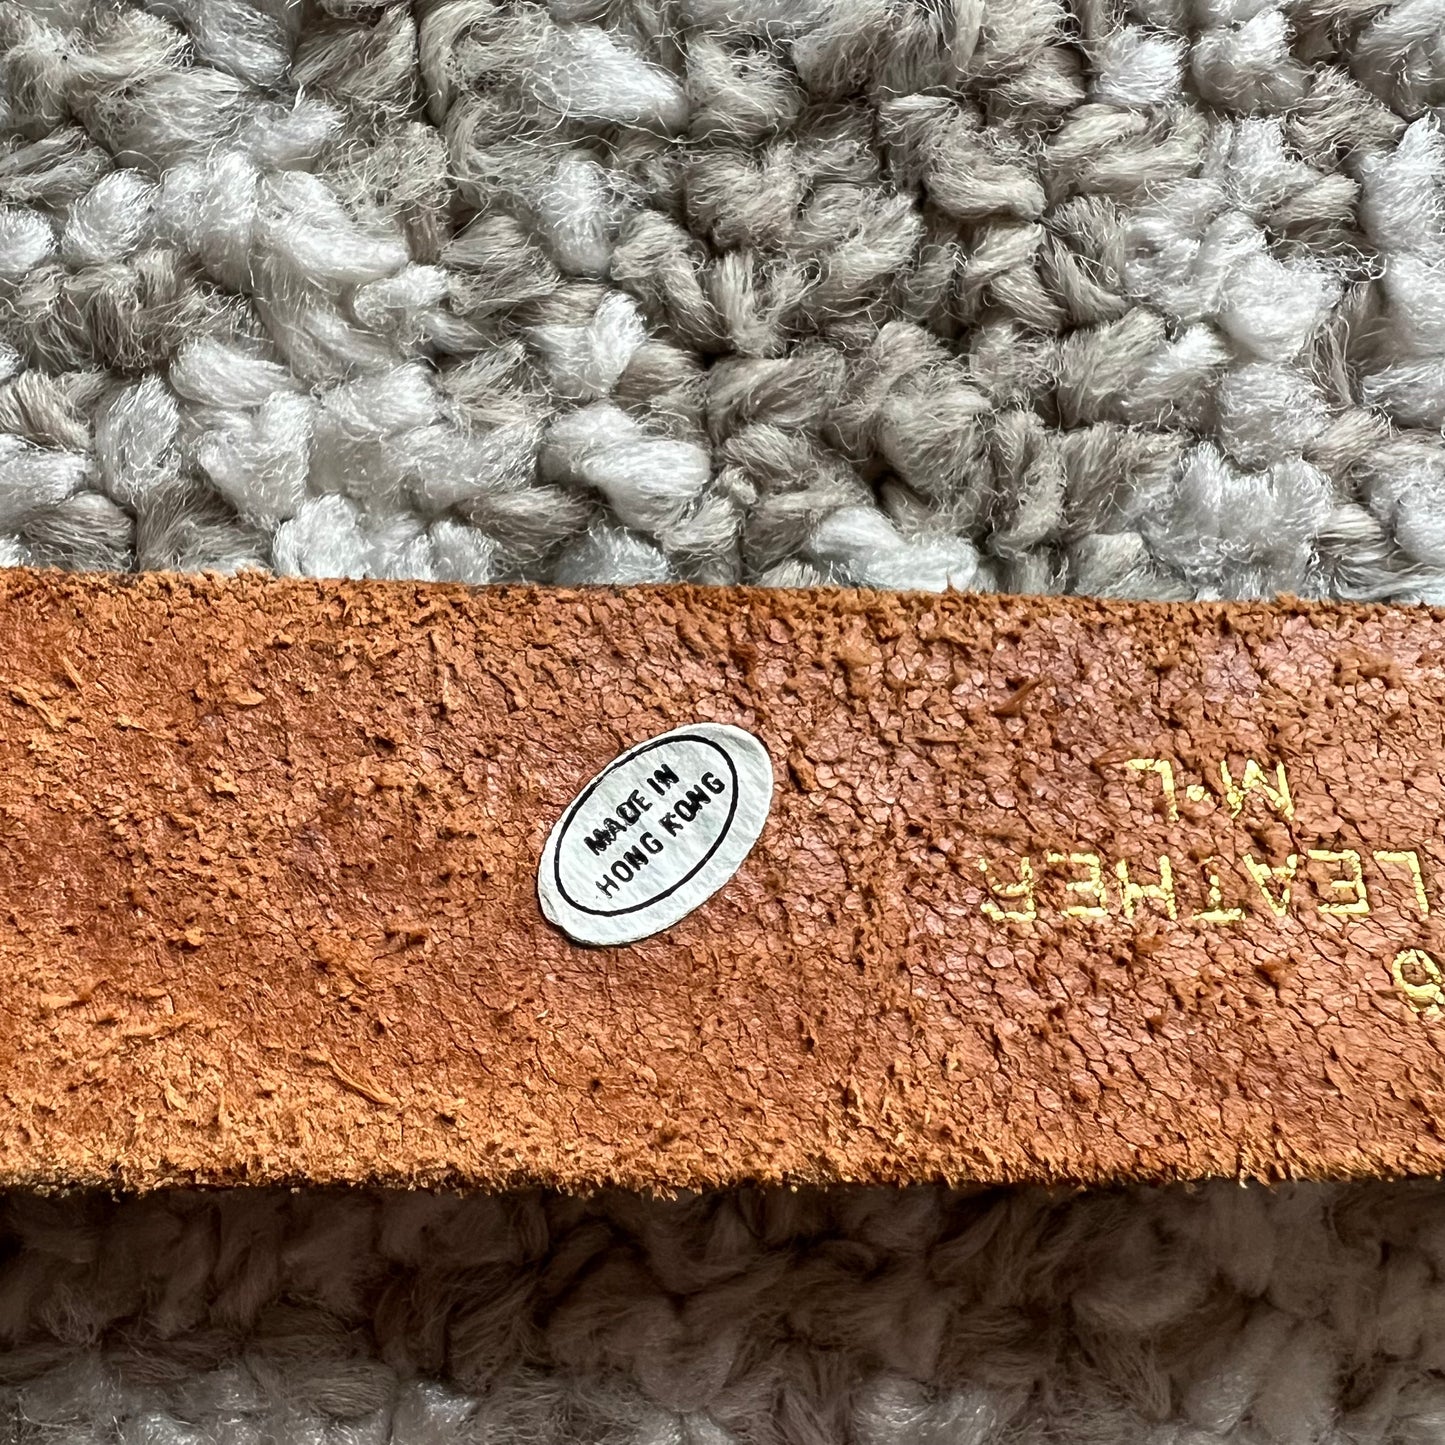 MADE IN
HONG KONG
LEATHER
M-L